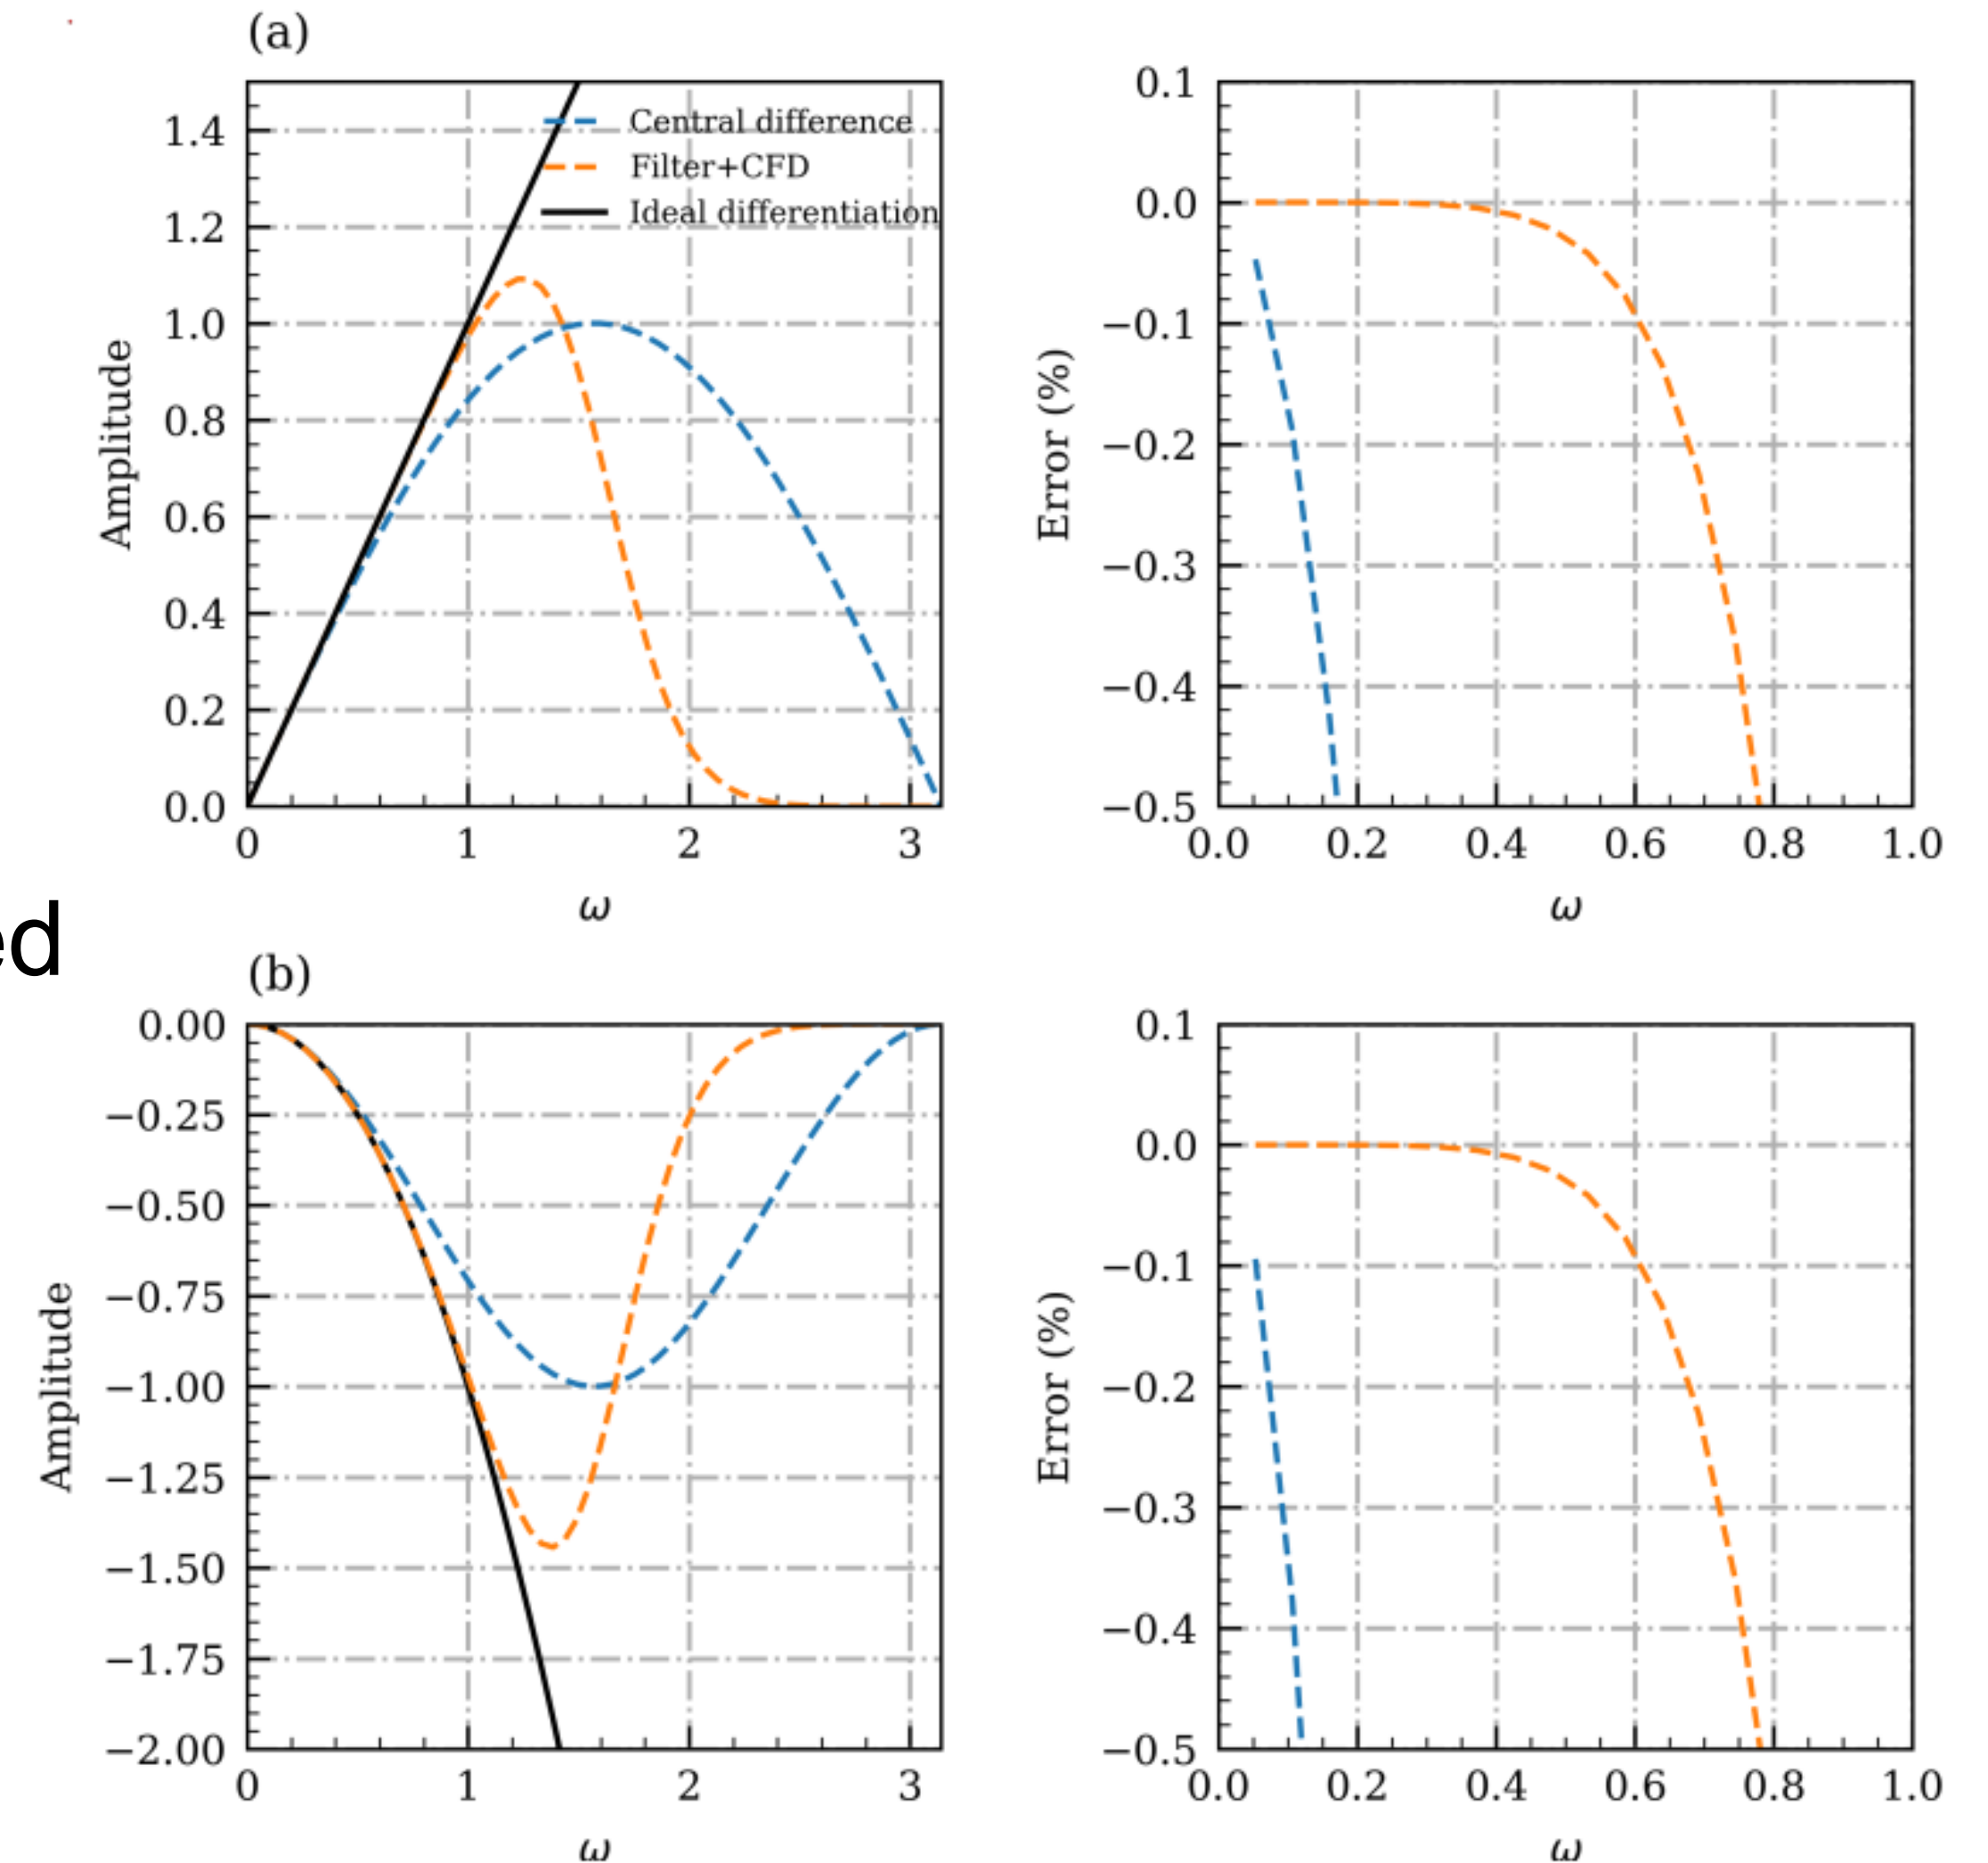 (a)
0.1
1.4
Central difference
Filter+CFD
0.0
Ideal differentiation
1.2
1.0
−0.1
Amplitude
Error (%)
0.8
−0.2
0.6
−0.3
0.4
−0.4
0.2
0.0
−0.5
0 1 2 3
0.0 0.2 0.4 0.6 0.8 1.0
ω
ω
ed
(b)
0.00
0.1
−0.25
0.0
−0.50
−0.1
−0.75
−0.2
Amplitude
Error (%)
−1.00
−1.25
−0.3
−1.50
−0.4
−1.75
−2.00
−0.5
0 1 2 3
0.0 0.2 0.4 0.6 0.8 1.0
ω
ω